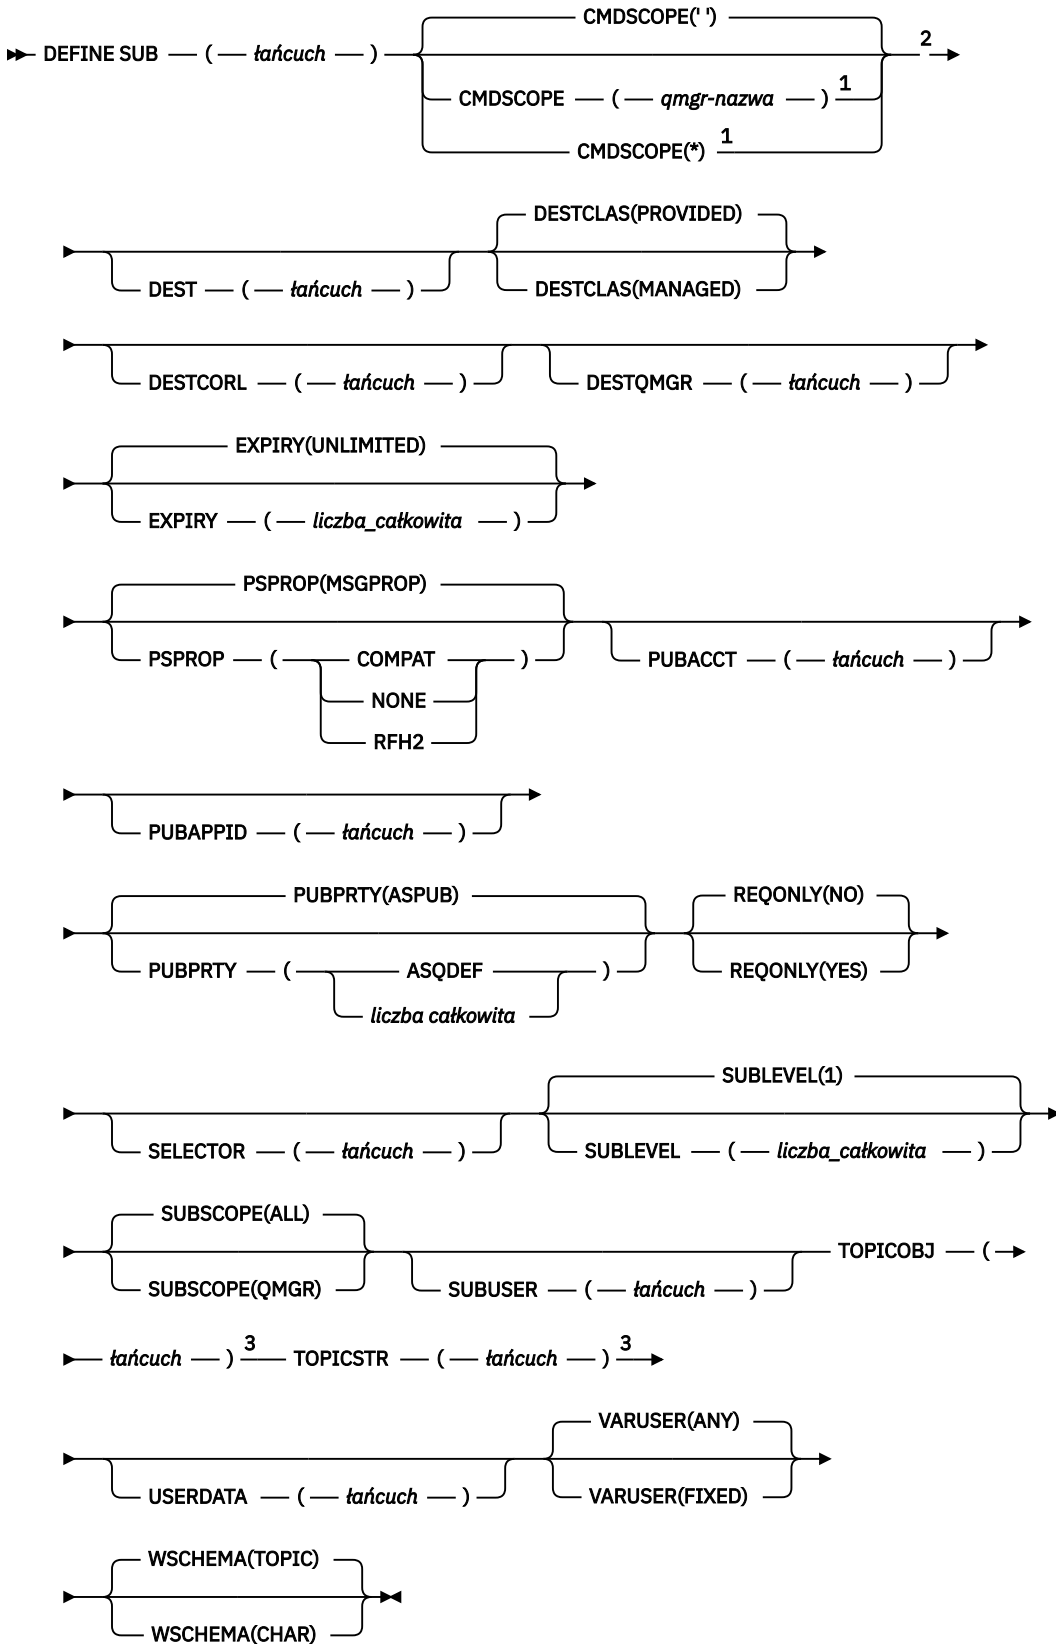 CMDSCOPE(' ')
DEFINE SUB ( łańcuch ) 2
CMDSCOPE ( qmgr-nazwa ) 1
CMDSCOPE(*) 1
DESTCLAS(PROVIDED)
DEST ( łańcuch ) DESTCLAS(MANAGED)
DESTCORL ( łańcuch ) DESTQMGR ( łańcuch )
EXPIRY(UNLIMITED)
EXPIRY ( liczba_całkowita )
PSPROP(MSGPROP)
PSPROP ( COMPAT ) PUBACCT ( łańcuch )
NONE
RFH2
PUBAPPID ( łańcuch )
PUBPRTY(ASPUB) REQONLY(NO)
PUBPRTY ( ASQDEF ) REQONLY(YES)
liczba całkowita
SUBLEVEL(1)
SELECTOR ( łańcuch ) SUBLEVEL ( liczba_całkowita )
SUBSCOPE(ALL)
TOPICOBJ (
SUBSCOPE(QMGR) SUBUSER ( łańcuch )
łańcuch ) 3 TOPICSTR ( łańcuch ) 3
VARUSER(ANY)
USERDATA ( łańcuch ) VARUSER(FIXED)
WSCHEMA(TOPIC)
WSCHEMA(CHAR)